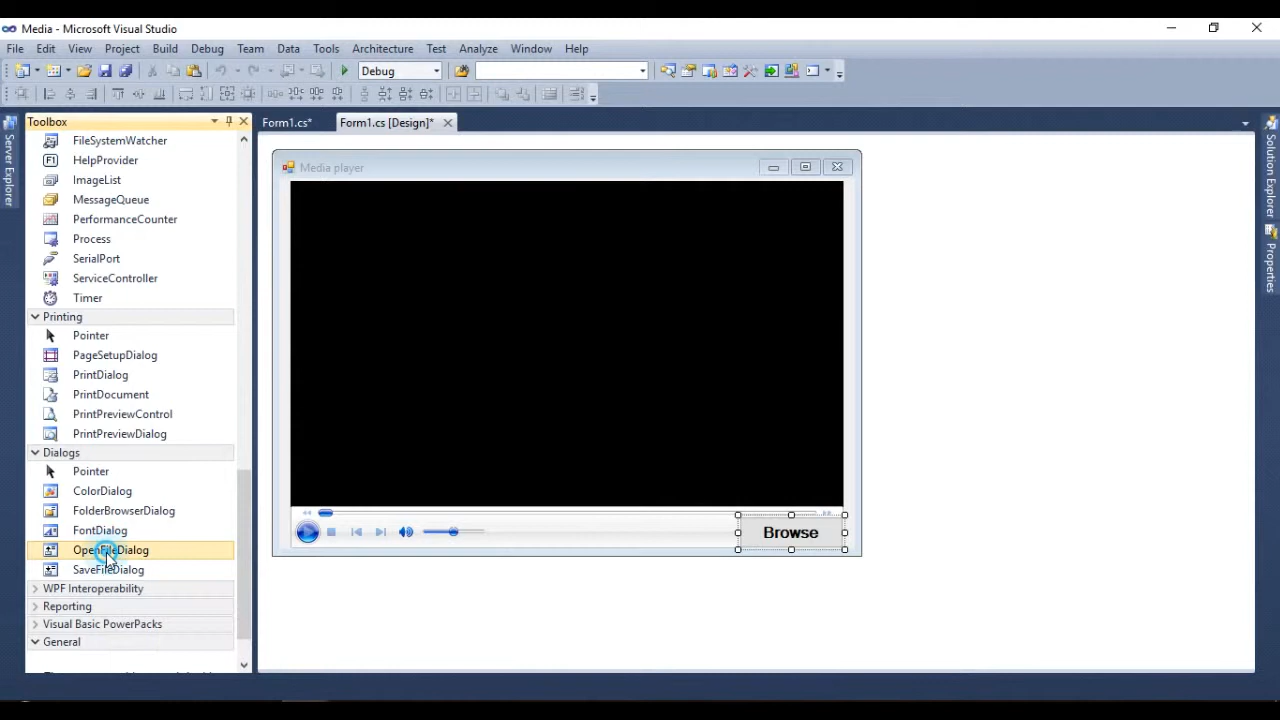 Media - Microsoft Visual Studio
File Edit View Project Build Debug Team Data Tools Architecture Test Analyze Window Help
Debug
Toolbox
Form1.cs*
Form1.cs [Design]*
Server Explorer
Solution Explorer
Properties
FileSystemWatcher
HelpProvider
ImageList
MessageQueue
PerformanceCounter
Process
SerialPort
ServiceController
Timer
Printing
Pointer
PageSetupDialog
PrintDialog
PrintDocument
PrintPreviewControl
PrintPreviewDialog
Dialogs
Pointer
ColorDialog
FolderBrowserDialog
FontDialog
OpenFileDialog
SaveFileDialog
WPF Interoperability
Reporting
Visual Basic PowerPacks
General
Media player
Browse